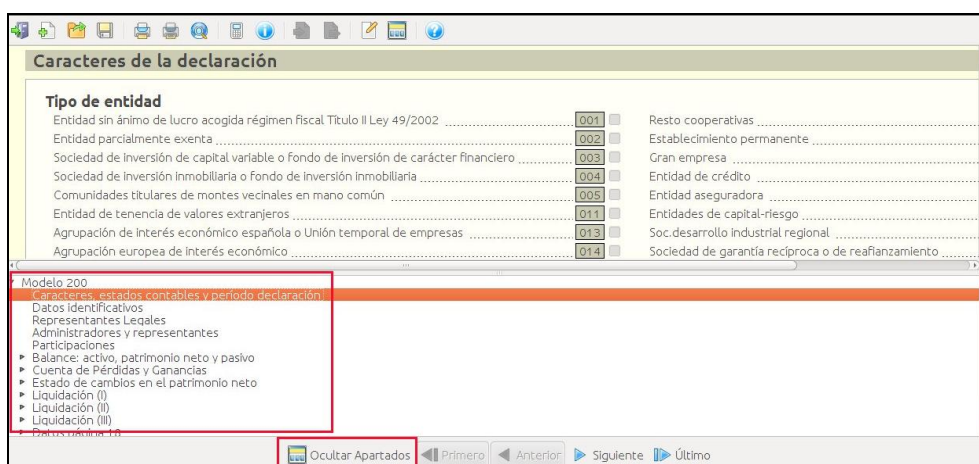 Caracteres de la declaración
Tipo de entidad
Entidad sin ánimo de lucro acogida régimen fiscal Título II Ley 49/2002 001
Resto cooperativas
Entidad parcialmente exenta 002
Establecimiento permanente
Sociedad de inversión de capital variable o fondo de inversión de carácter financiero 003
Gran empresa
Sociedad de inversión inmobiliaria o fondo de inversión inmobiliaria 004
Entidad de crédito
Comunidades titulares de montes vecinales en mano común 005
Entidad aseguradora
Entidad de tenencia de valores extranjeros 011
Entidades de capital-riesgo
Agrupación de interés económico española o Unión temporal de empresas 013
Soc.desarrollo industrial regional
Agrupación europea de interés económico 014
Sociedad de garantía recíproca o de reafianzamiento
Modelo 200
Caracteres, estados contables y período declaración
Datos identificativos
Representantes Legales
Administradores y representantes
Participaciones
Balance: activo, patrimonio neto y pasivo
Cuenta de Pérdidas y Ganancias
Estado de cambios en el patrimonio neto
Liquidación (I)
Liquidación (II)
Liquidación (III)
Datos página 18
Ocultar Apartados Primero Anterior Siguiente Último